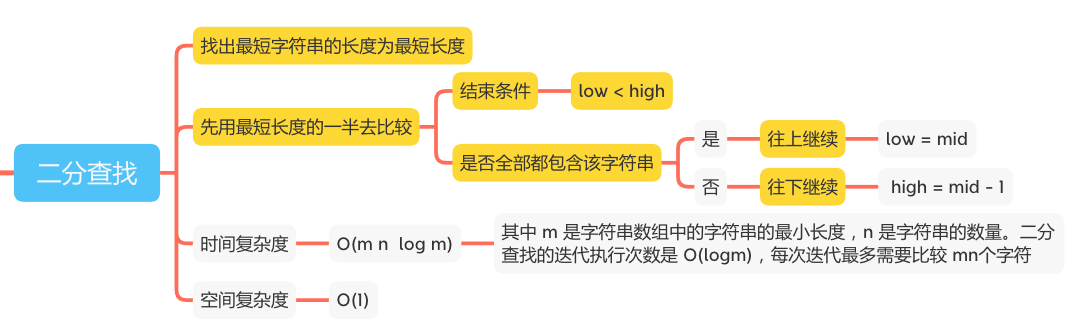 二分查找
找出最短字符串的长度为最短长度
先用最短长度的一半去比较
结束条件
low < high
是否全部都包含该字符串
是
往上继续
low = mid
否
往下继续
high = mid - 1
时间复杂度
O(m n  log m)
其中 m 是字符串数组中的字符串的最小长度，n 是字符串的数量。二分
查找的迭代执行次数是 O(logm)，每次迭代最多需要比较 mn个字符
空间复杂度
O(1)